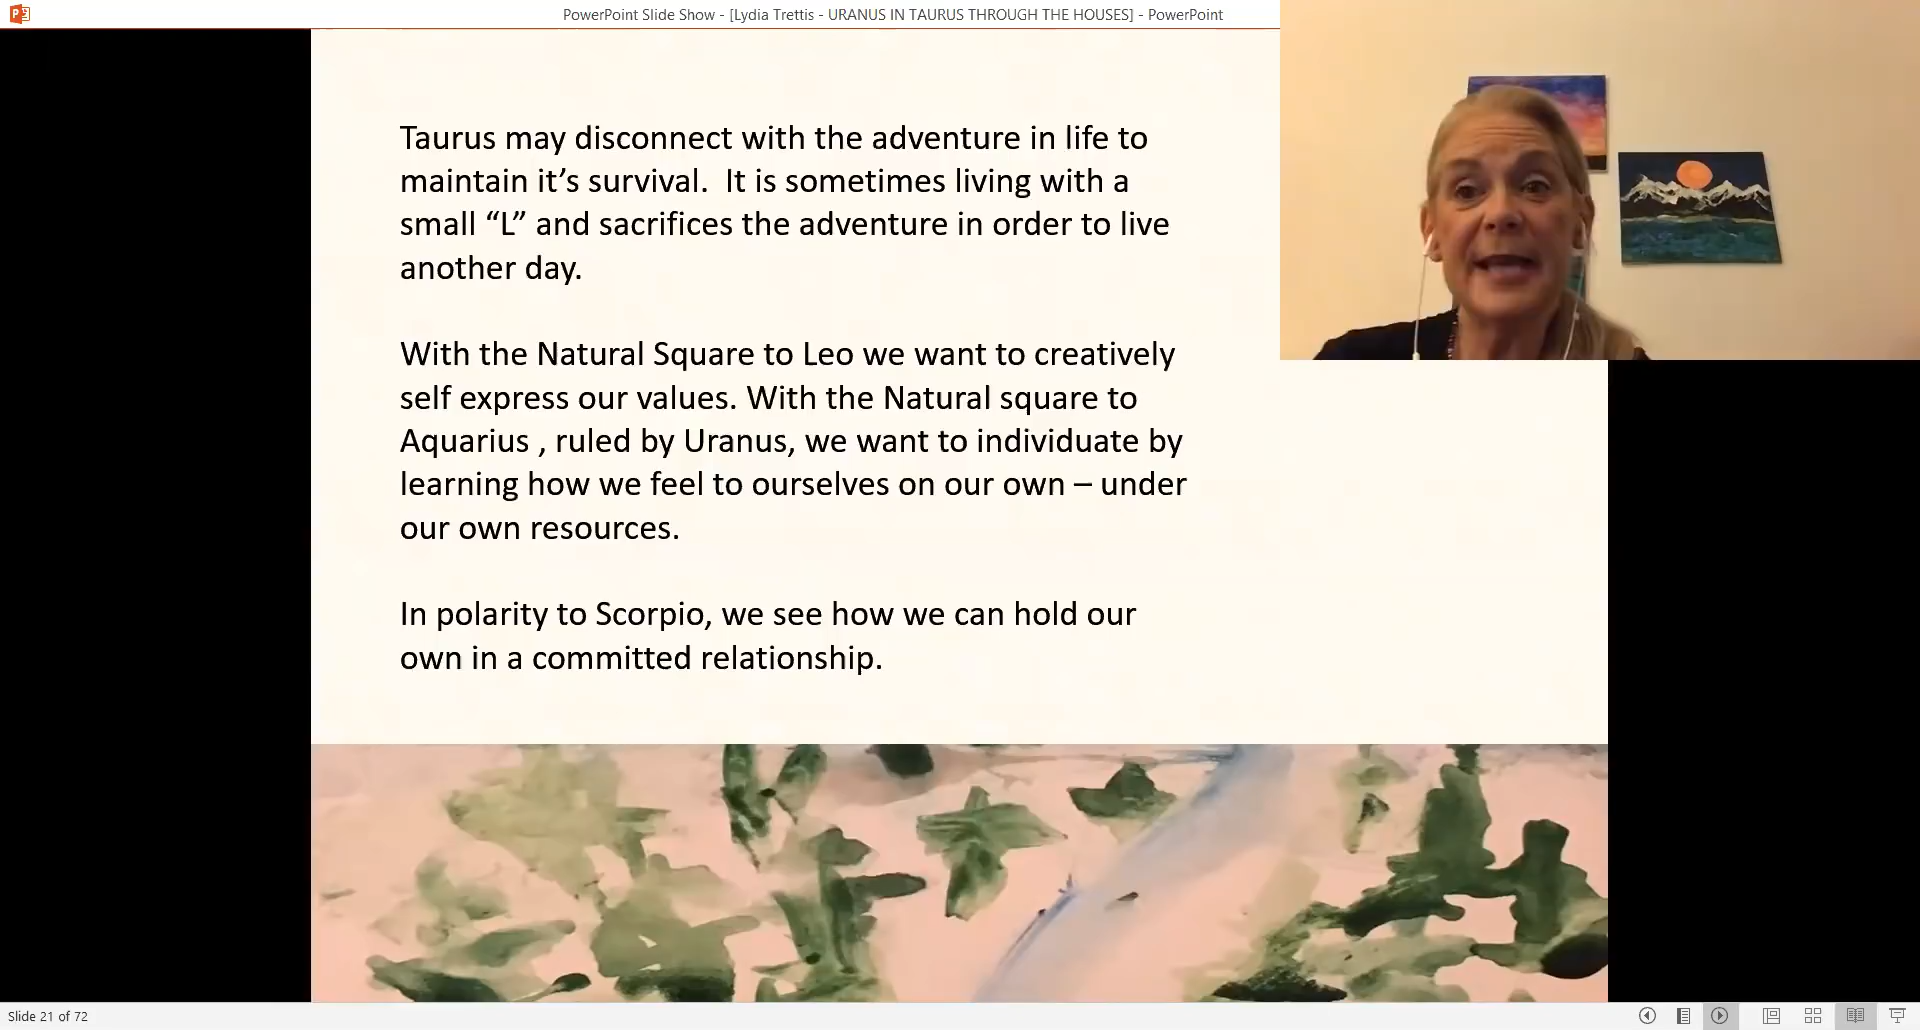 PowerPoint Slide Show - [Lydia Trettis - URANUS IN TAURUS THROUGH THE HOUSES] - PowerPoint
Taurus may disconnect with the adventure in life to
maintain it’s survival.  It is sometimes living with a
small “L” and sacrifices the adventure in order to live
another day.
With the Natural Square to Leo we want to creatively
self express our values. With the Natural square to
Aquarius , ruled by Uranus, we want to individuate by
learning how we feel to ourselves on our own – under
our own resources.
In polarity to Scorpio, we see how we can hold our
own in a committed relationship.
Slide 21 of 72